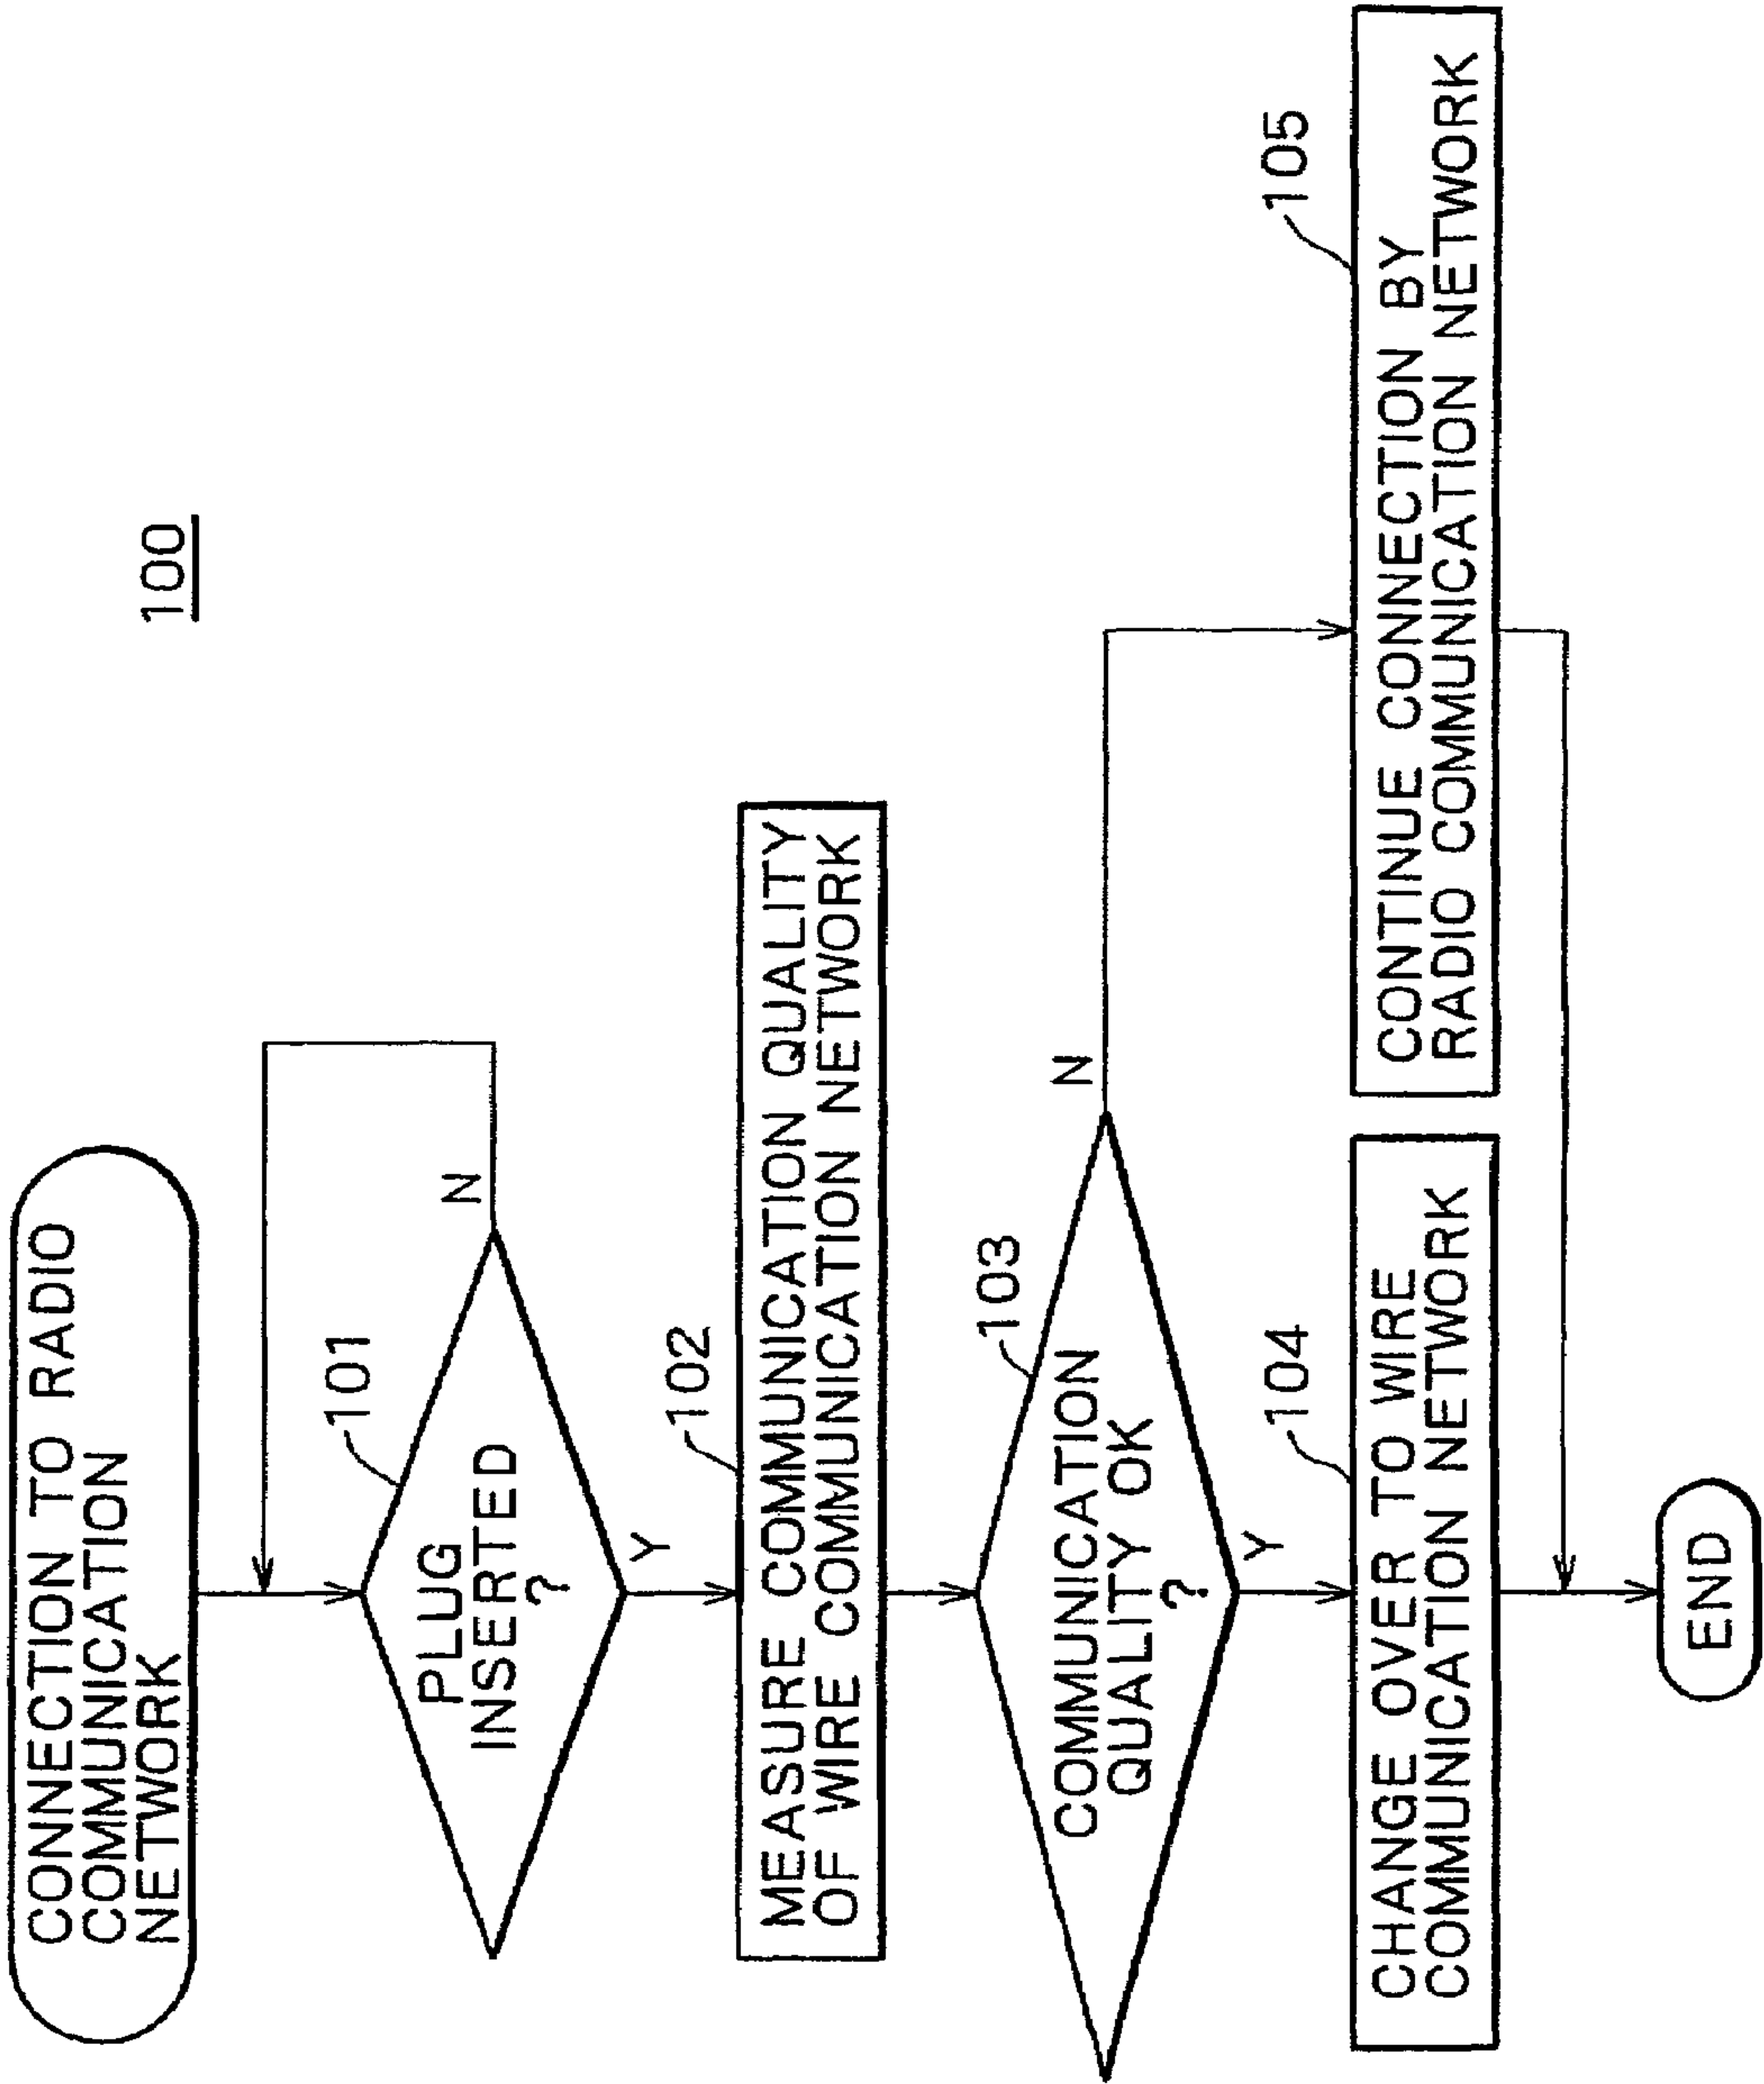 100
CONNECTION TO RADIO
COMMUNICATION
NETWORK
101
PLUG
INSERTED
?
N
Y
102
MEASURE COMMUNICATION QUALITY
OF WIRE COMMUNICATION NETWORK
103
COMMUNICATION
QUALITY OK
?
N
Y
104
CHANGE OVER TO WIRE
COMMUNICATION NETWORK
105
CONTINUE CONNECTION BY
RADIO COMMUNICATION NETWORK
END